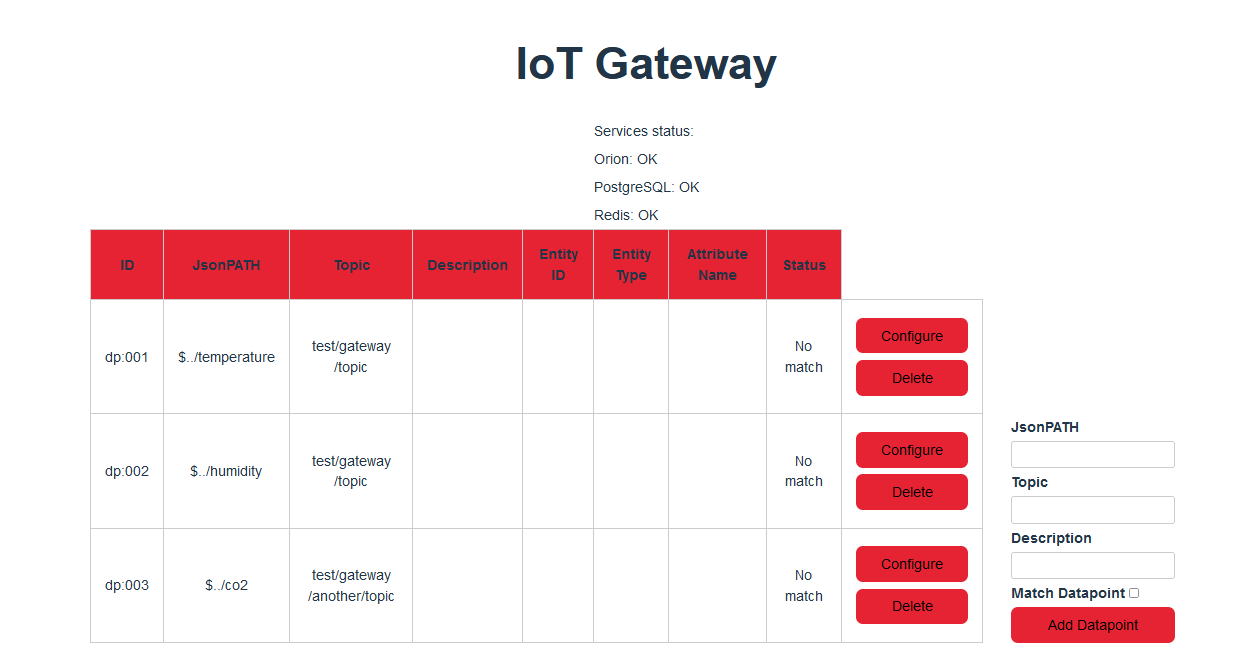 IoT Gateway
Services status:
Orion: OK
PostgreSQL: OK
Redis: OK
ID JsonPATH Topic Description Entity ID Entity Type Attribute Name Status
dp:001 $../temperature test/gateway /topic No match Configure
Delete
dp:002 $../humidity test/gateway /topic No match Configure
Delete
dp:003 $../co2 test/gateway /another/topic No match Configure
Delete
JsonPATH
Topic
Description
Match Datapoint
Add Datapoint